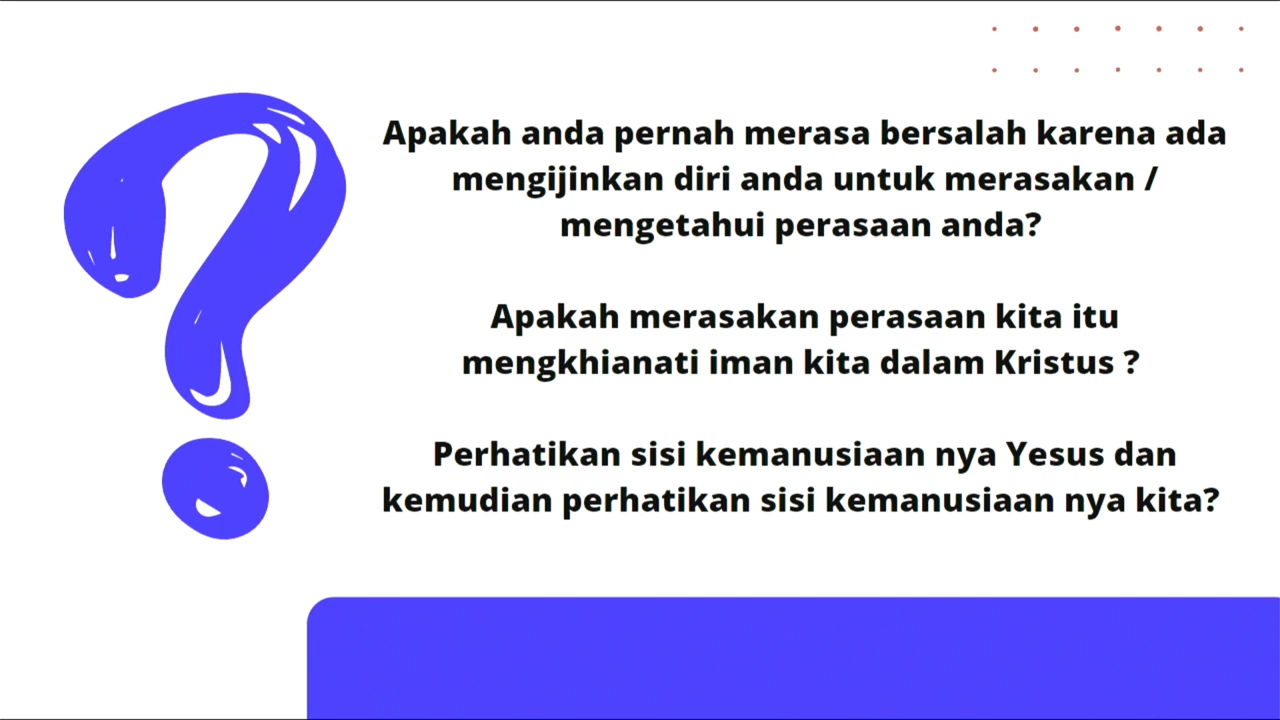 Apakah anda pernah merasa bersalah karena ada
mengijinkan diri anda untuk merasakan /
mengetahui perasaan anda?
Apakah merasakan perasaan kita itu
mengkhianati iman kita dalam Kristus ?
Perhatikan sisi kemanusiaan nya Yesus dan
kemudian perhatikan sisi kemanusiaan nya kita?